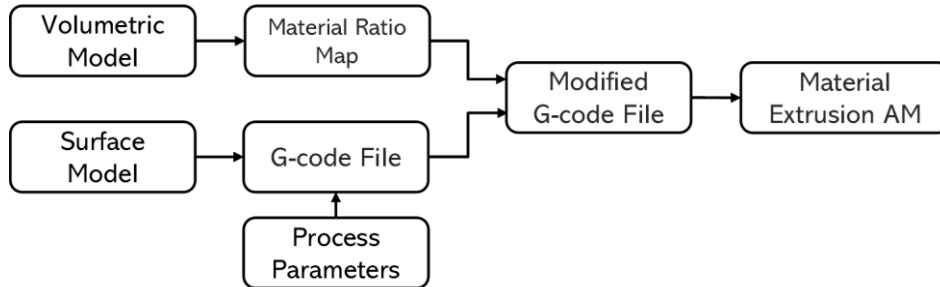 Volumetric
Model
Material Ratio
Map
Modified
G-code File
Material
Extrusion AM
Surface
Model
G-code File
Process
Parameters